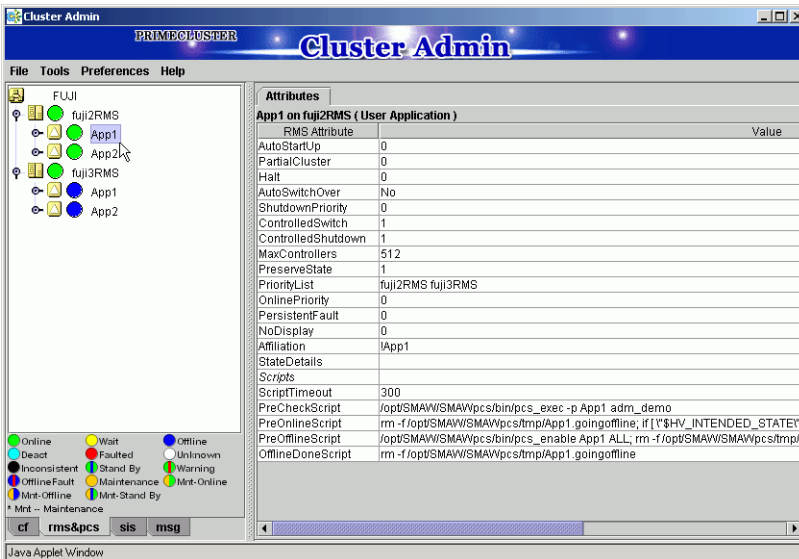 Cluster Admin
PRIMECLUSTER
Cluster Admin
File Tools Preferences Help
FUJI
fuji2RMS
App1
App2
fuji3RMS
App1
App2
Online Wait Offline
Deact Faulted Unknown
Inconsistent Stand By Warning
OfflineFault Maintenance Mnt-Online
Mnt-Offline Mnt-Stand By
* Mnt -- Maintenance
cf rms&pcs sis msg
Attributes
App1 on fuji2RMS ( User Application )
RMS Attribute Value
AutoStartUp 0
PartialCluster 0
Halt 0
AutoSwitchOver No
ShutdownPriority 0
ControlledSwitch 1
ControlledShutdown 1
MaxControllers 512
PreserveState 1
PriorityList fuji2RMS fuji3RMS
OnlinePriority 0
PersistentFault 0
NoDisplay 0
Affiliation !App1
StateDetails
Scripts
ScriptTimeout 300
PreCheckScript /opt/SMAW/SMAWpcs/bin/pcs_exec -p App1 adm_demo
PreOnlineScript rm -f /opt/SMAW/SMAWpcs/tmp/App1.goingoffline; if [ \"$HV_INTENDED_STATE\"
PreOfflineScript /opt/SMAW/SMAWpcs/bin/pcs_enable App1 ALL; rm -f /opt/SMAW/SMAWpcs/tmp/
OfflineDoneScript rm -f /opt/SMAW/SMAWpcs/tmp/App1.goingoffline
Java Applet Window